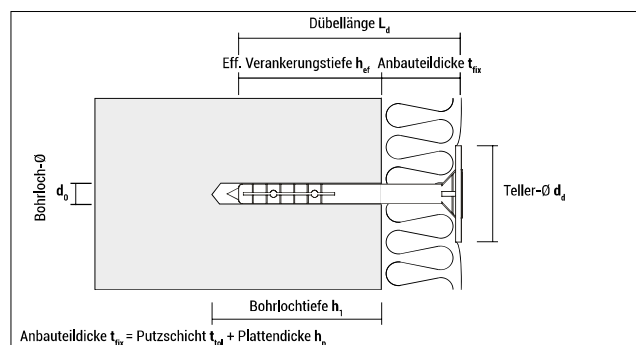 Dübellänge L_d
Eff. Verankerungstiefe h_ef Anbauteildicke t_fix
Bohrloch-Ø
d_0
Teller-Ø d_d
Bohrlochtiefe h_1
Anbauteildicke t_fix = Putzschicht t_tol + Plattendicke h_D